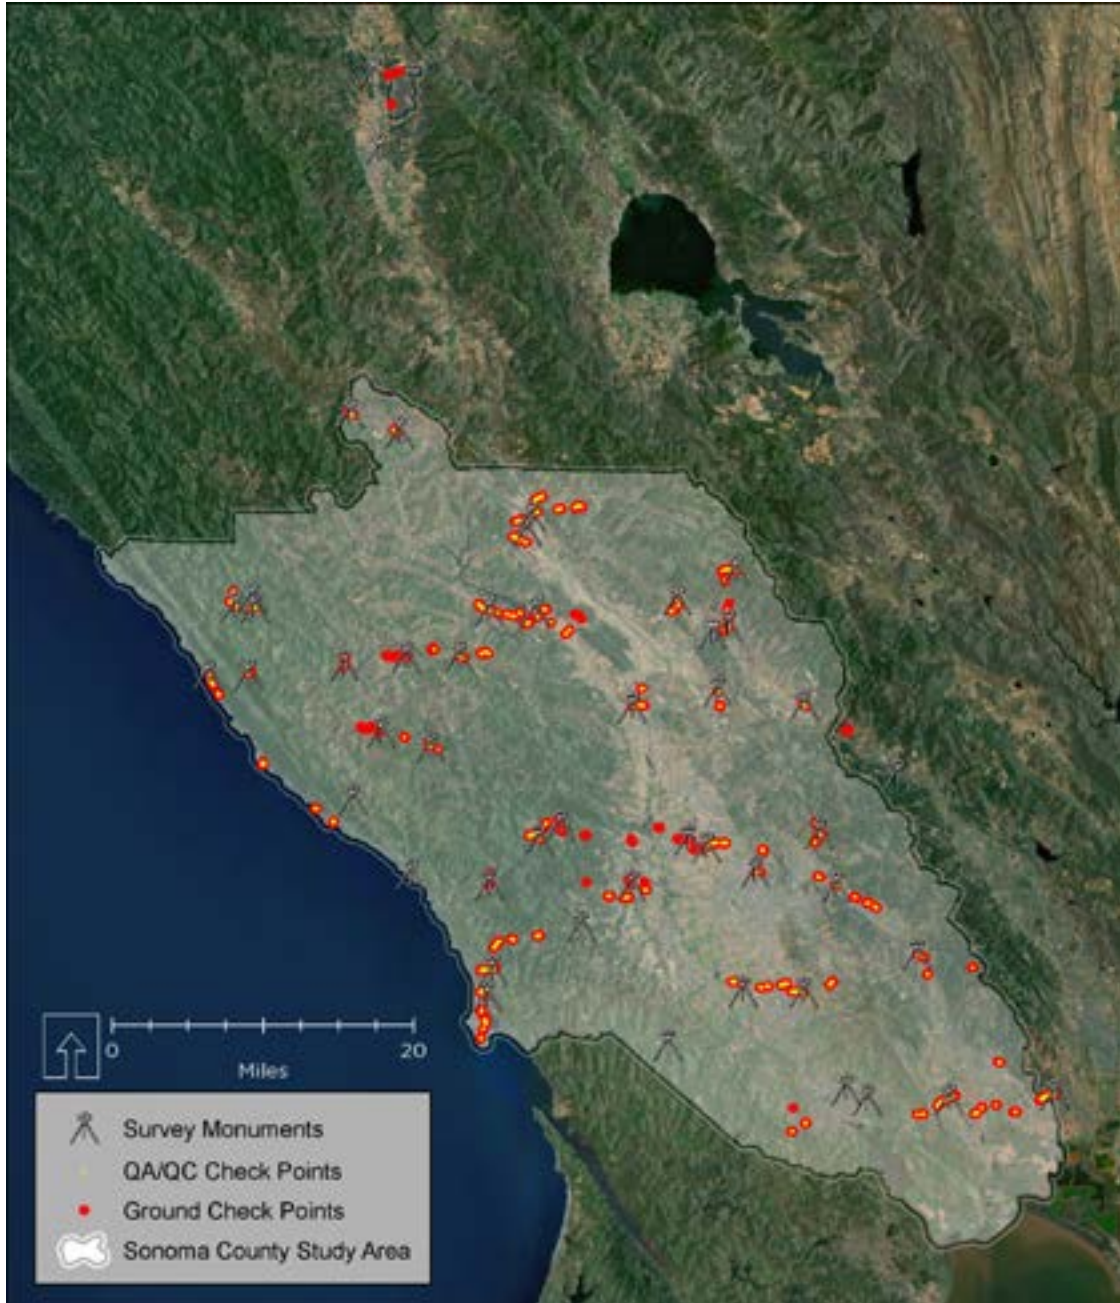 0 20
Miles
Survey Monuments
QA/QC Check Points
Ground Check Points
Sonoma County Study Area